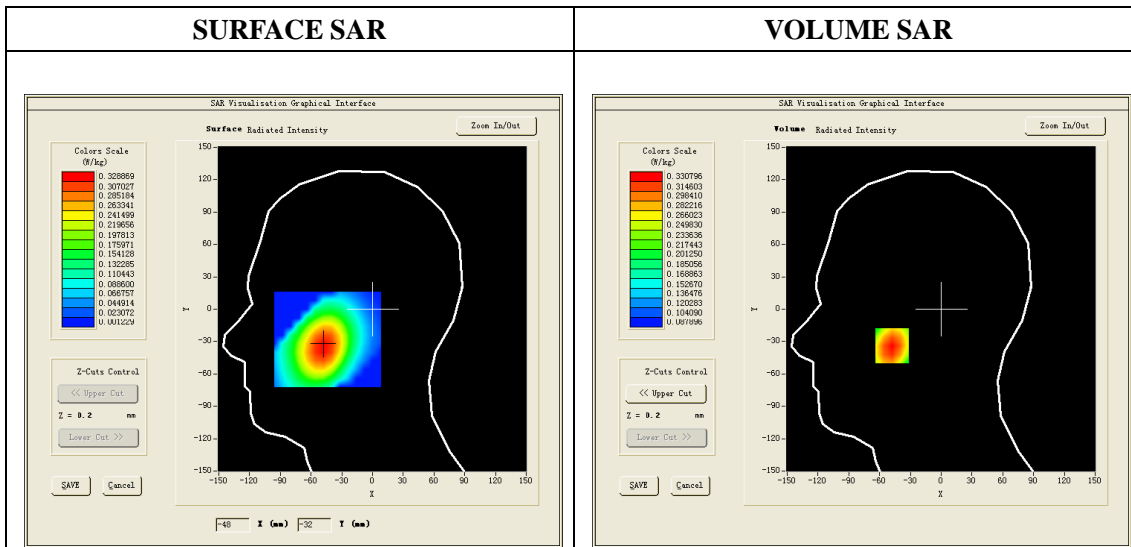 SURFACE SAR
VOLUME SAR
SAR Visualisation Graphical Interface
Surface Radiated Intensity
Zoom In/Out
Colors Scale
(W/kg)
0.328869
0.307027
0.285184
0.263341
0.241499
0.219656
0.197813
0.175971
0.154128
0.132285
0.110443
0.088600
0.066757
0.044914
0.023072
0.001229
150
120
90
60
30
0
-30
-60
-90
-120
-150
Y
-150 -120 -90 -60 -30 0 30 60 90 120 150
X
Z-Cuts Control
<< Upper Cut
Z = 0.2 mm
Lower Cut >>
SAVE Cancel
-48 X (mm) -32 Y (mm)
SAR Visualisation Graphical Interface
Volume Radiated Intensity
Zoom In/Out
Colors Scale
(W/kg)
0.330796
0.314603
0.298410
0.282216
0.266023
0.249830
0.233636
0.217443
0.201250
0.185056
0.168863
0.152670
0.136476
0.120283
0.104090
0.087896
150
120
90
60
30
0
-30
-60
-90
-120
-150
Y
-150 -120 -90 -60 -30 0 30 60 90 120 150
X
Z-Cuts Control
<< Upper Cut
Z = 0.2 mm
Lower Cut >>
SAVE Cancel